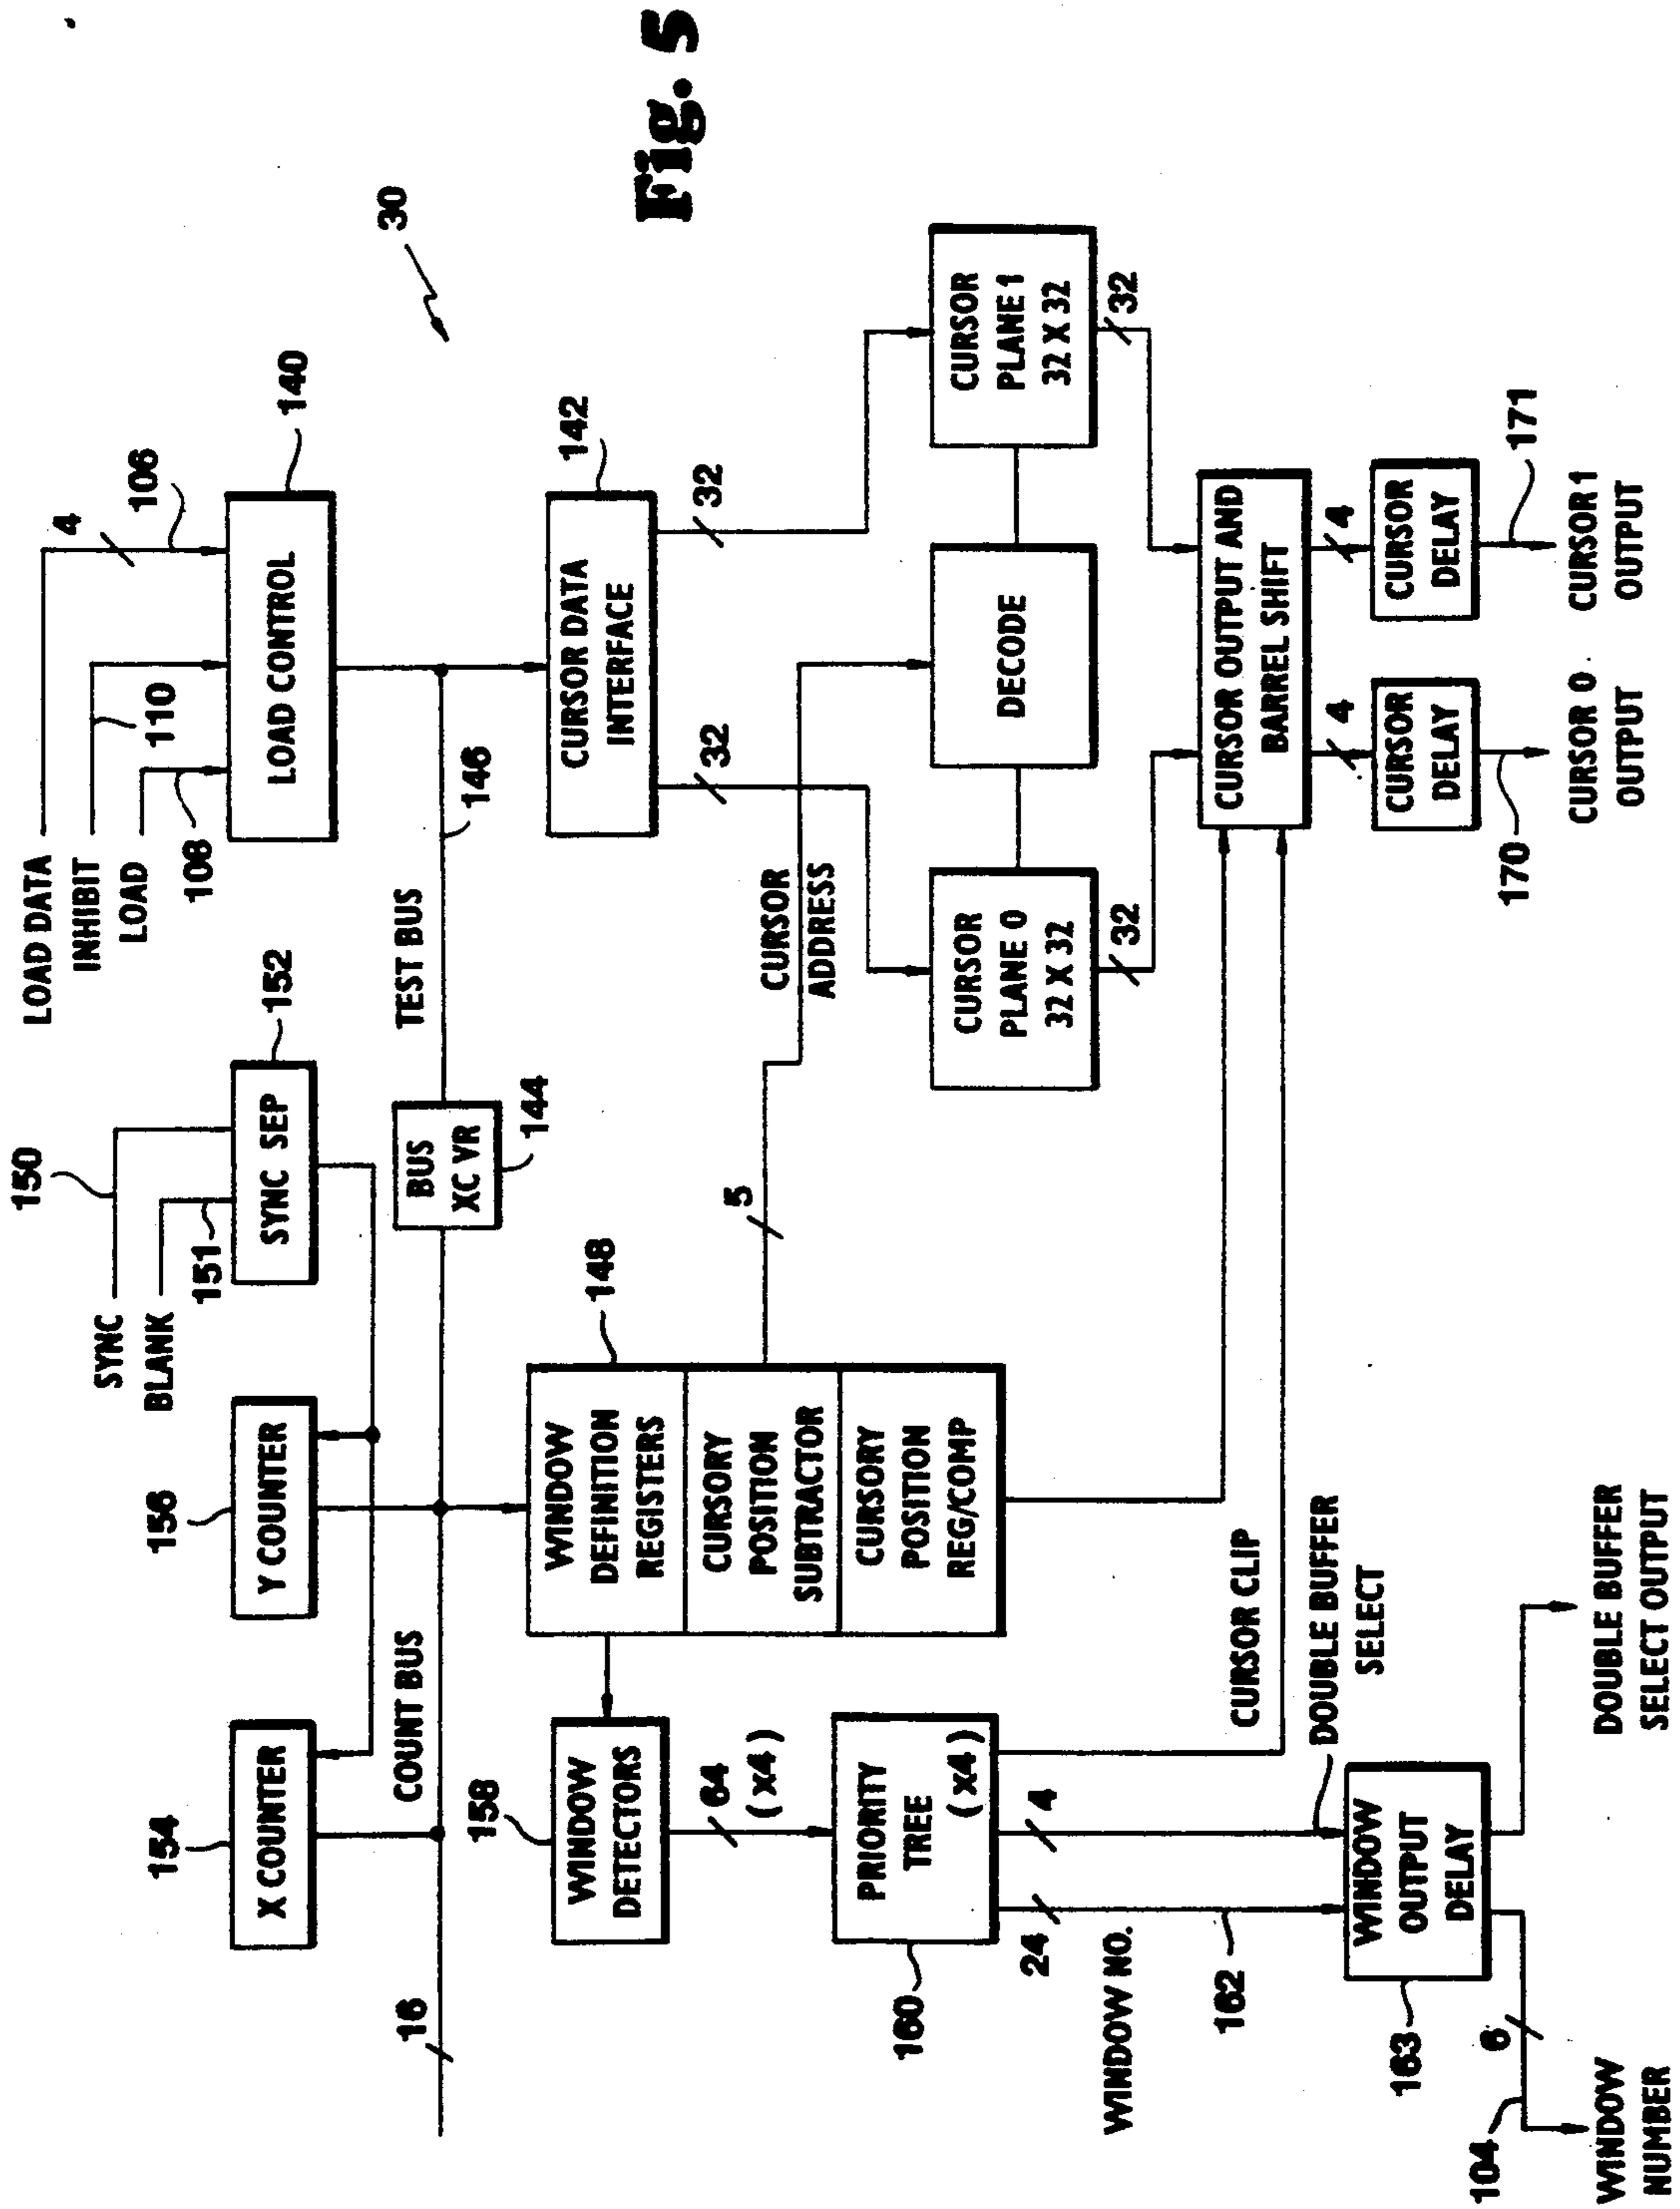 LOAD DATA
4
106
INHIBIT
110
LOAD
108
140
LOAD CONTROL
30
Fig. 5
SYNC
150
BLANK
151
152
SYNC SEP
156
Y COUNTER
154
X COUNTER
COUNT BUS
16
BUS
XC VR
144
TEST BUS
146
142
CURSOR DATA
INTERFACE
32
32
148
WINDOW
DEFINITION
REGISTERS
CURSORY
POSITION
SUBTRACTOR
CURSORY
POSITION
REG/COMP
5
CURSOR
ADDRESS
158
WINDOW
DETECTORS
64
(x4)
PRIORITY
TREE
(x4)
160
CURSOR
PLANE 0
32 X 32
DECODE
CURSOR
PLANE 1
32 X 32
32
32
24
4
WINDOW NO.
162
CURSOR CLIP
DOUBLE BUFFER
SELECT
CURSOR OUTPUT AND
BARREL SHIFT
4
4
WINDOW
OUTPUT
DELAY
163
CURSOR
DELAY
CURSOR
DELAY
104
6
170
171
WINDOW
NUMBER
DOUBLE BUFFER
SELECT OUTPUT
CURSOR 0
OUTPUT
CURSOR 1
OUTPUT